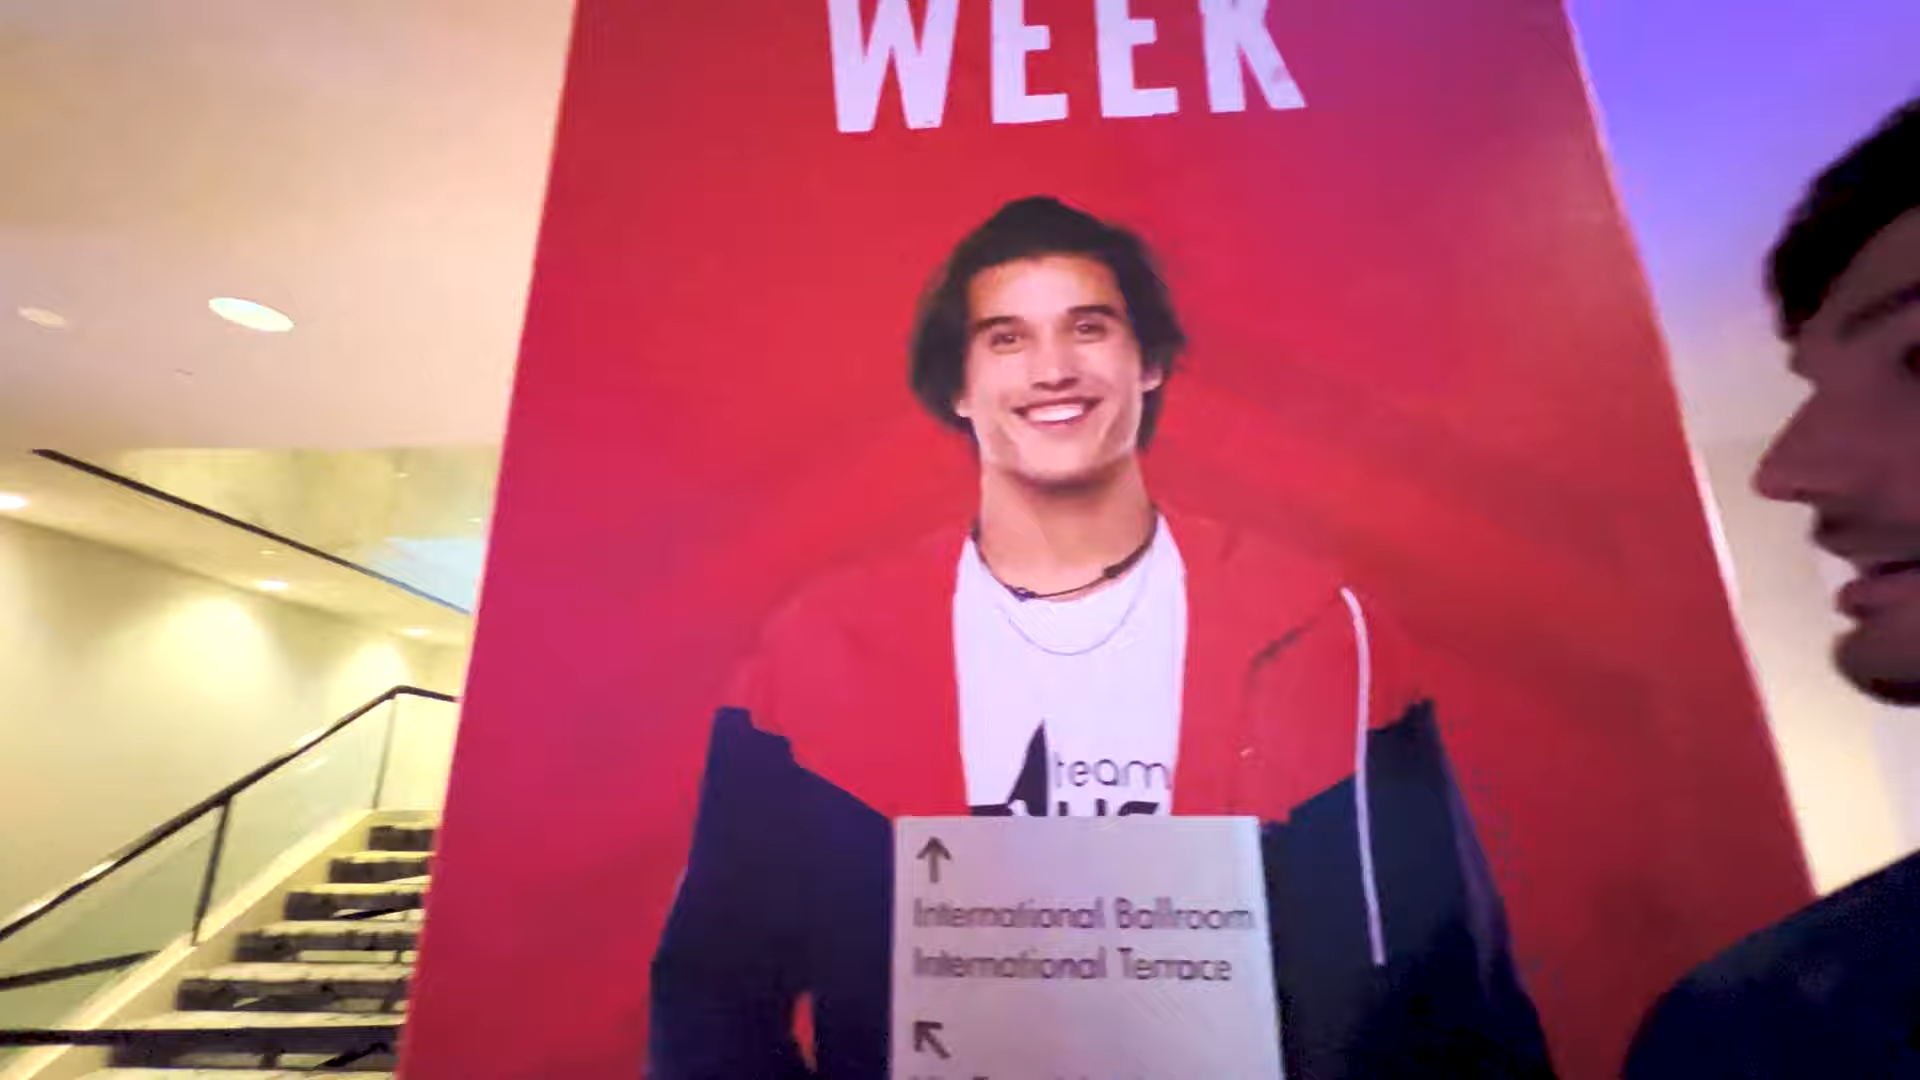 WEEK
team
↑
International Ballroom
International Terrace
↖